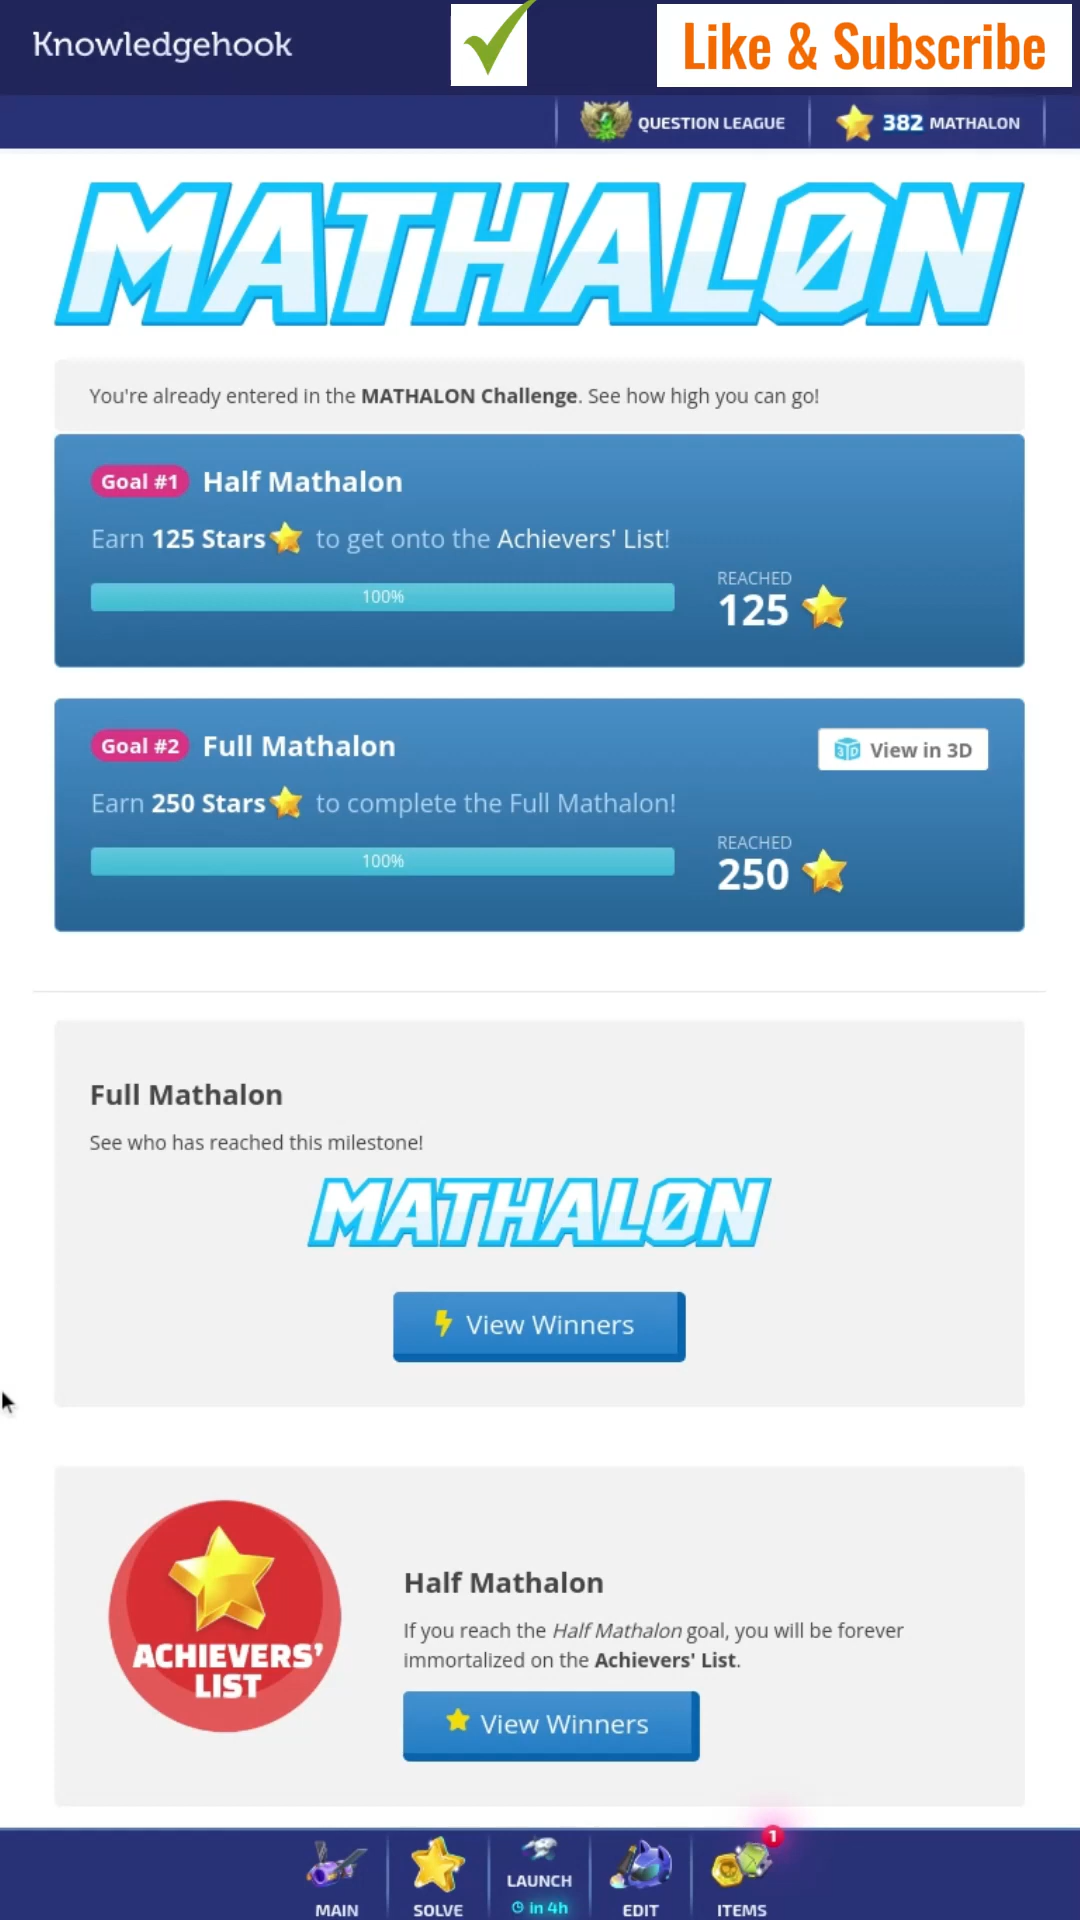 Knowledgehook
Like & Subscribe
QUESTION LEAGUE
382 MATHALON
MATHALON
You're already entered in the MATHALON Challenge. See how high you can go!
Goal #1 Half Mathalon
Earn 125 Stars to get onto the Achievers' List!
REACHED
100%
125
Goal #2 Full Mathalon
View in 3D
Earn 250 Stars to complete the Full Mathalon!
REACHED
100%
250
Full Mathalon
See who has reached this milestone!
MATHALON
View Winners
ACHIEVERS'
LIST
Half Mathalon
If you reach the Half Mathalon goal, you will be forever
immortalized on the Achievers' List.
View Winners
1
MAIN
SOLVE
LAUNCH
in 4h
EDIT
ITEMS